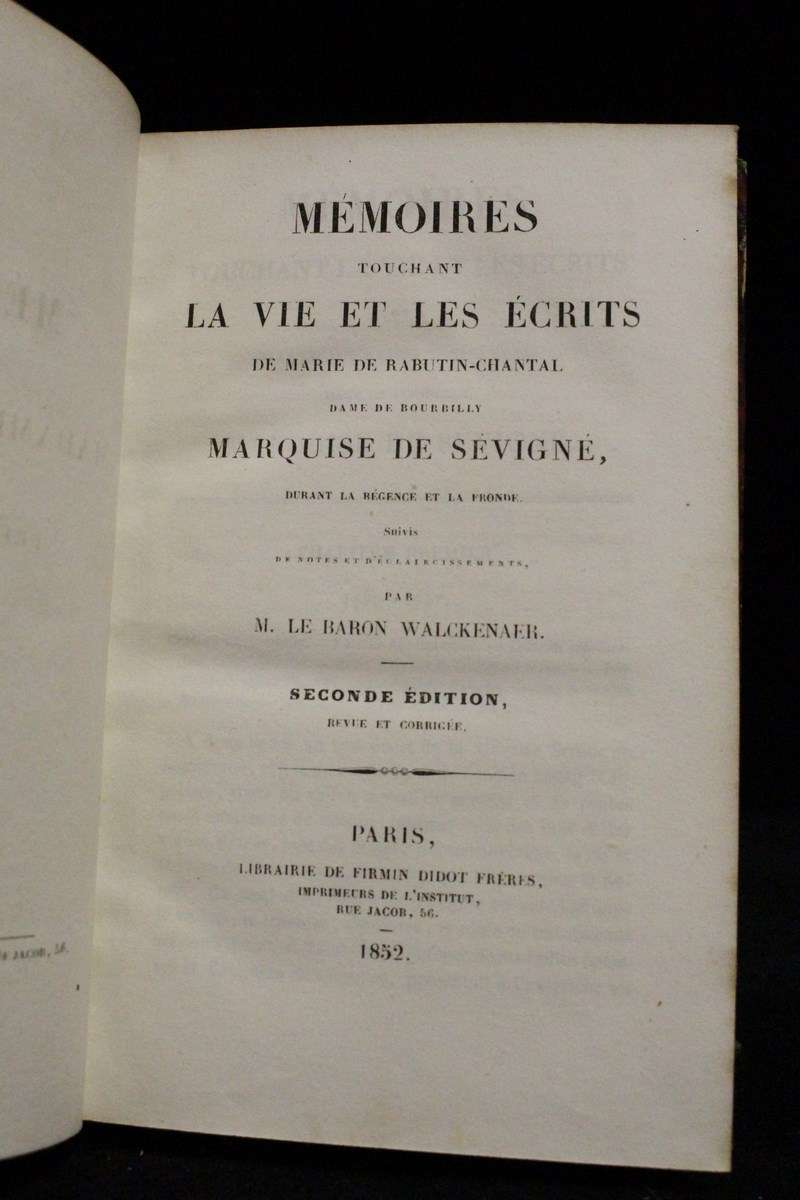 MÉMOIRES
TOUCHANT
LA VIE ET LES ÉCRITS
DE MARIE DE RABUTIN-CHANTAL
DAME DE BOURBILLY
MARQUISE DE SÉVIGNÉ,
DURANT LA RÉGENCE ET LA FRONDE.
Suivis
DE NOTES ET D'ÉCLAIRCISSEMENTS,
PAR
M. LE BARON WALCKENAER.
SECONDE ÉDITION,
REVUE ET CORRIGÉE.
PARIS,
LIBRAIRIE DE FIRMIN DIDOT FRÈRES,
IMPRIMEURS DE L'INSTITUT,
RUE JACOB, 56.
1852.
JACOB, 56.